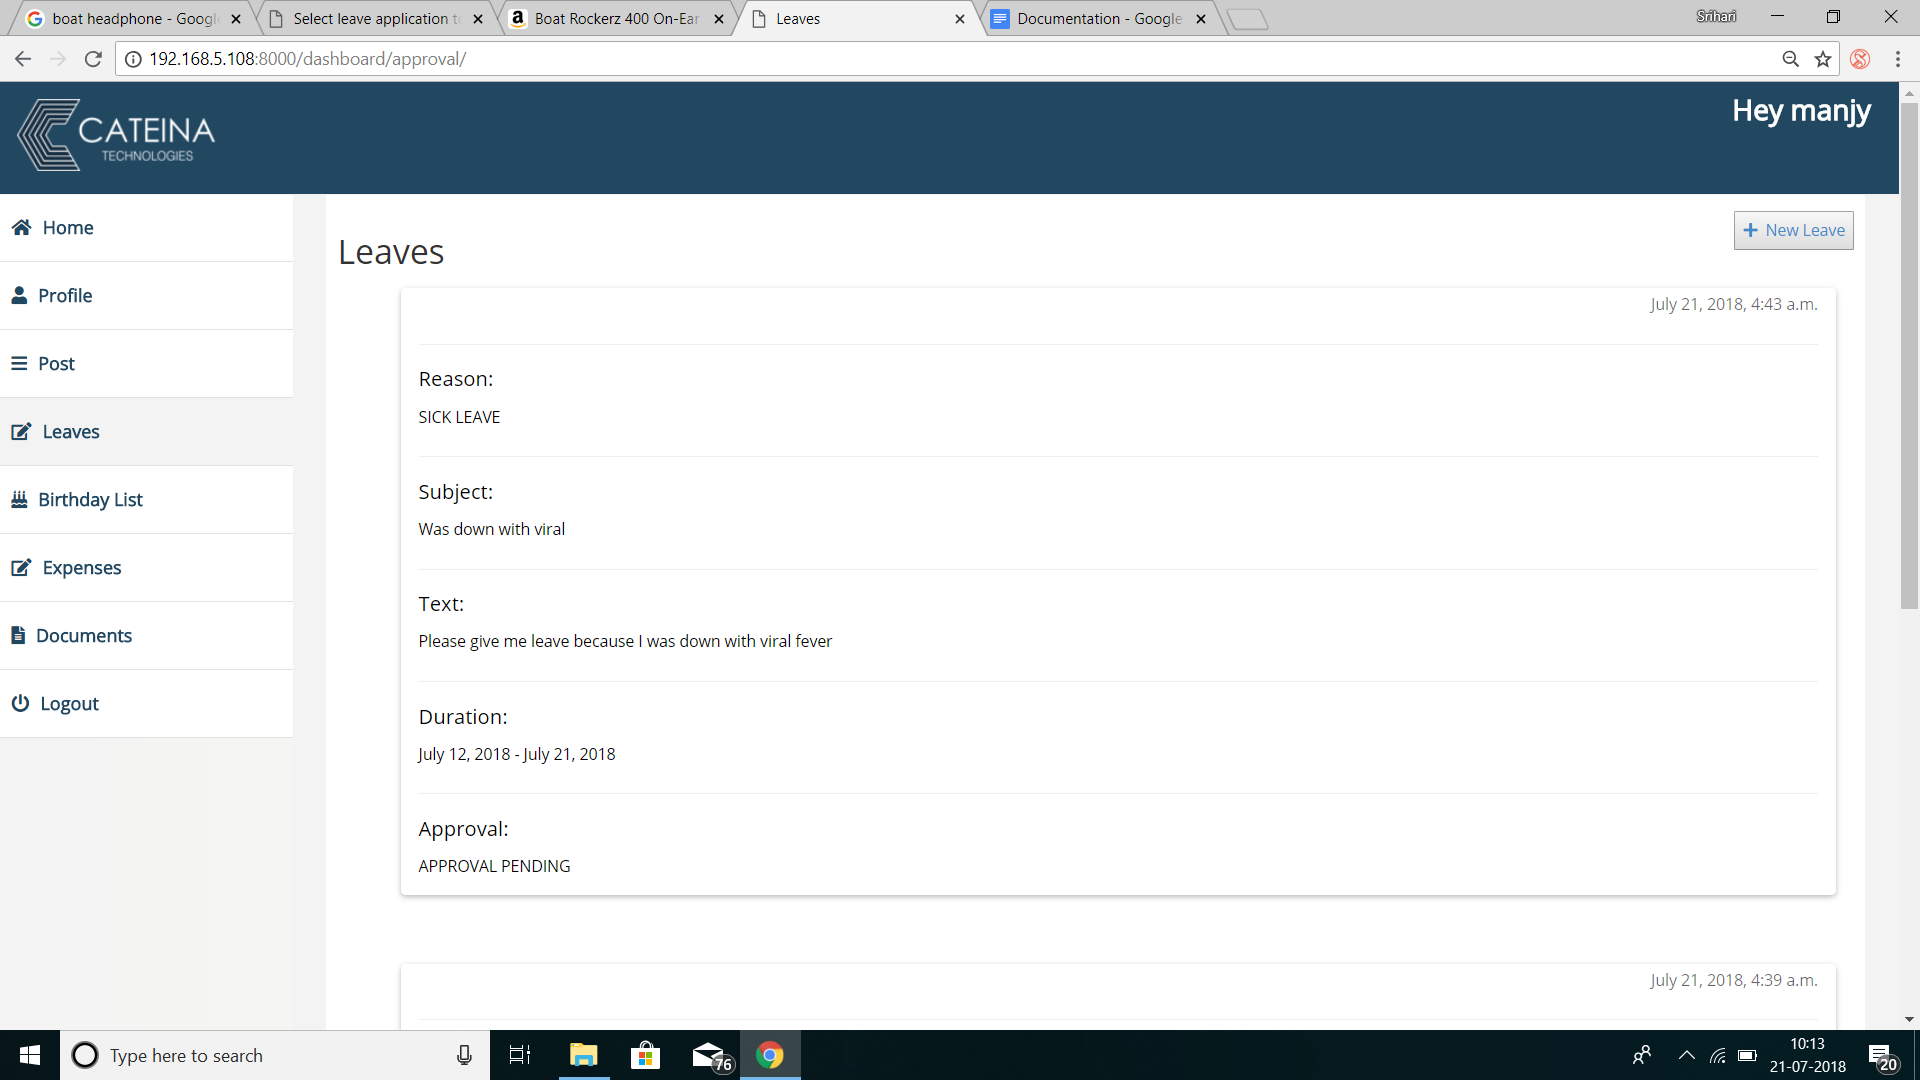 boat headphone - Googl
Select leave application t
Boat Rockerz 400 On-Ear
Leaves
Documentation - Google
Srihari
192.168.5.108:8000/dashboard/approval/
CATEINA
TECHNOLOGIES
Hey manjy
Home
Profile
Post
Leaves
Birthday List
Expenses
Documents
Logout
Leaves
New Leave
July 21, 2018, 4:43 a.m.
Reason:
SICK LEAVE
Subject:
Was down with viral
Text:
Please give me leave because I was down with viral fever
Duration:
July 12, 2018 - July 21, 2018
Approval:
APPROVAL PENDING
July 21, 2018, 4:39 a.m.
Type here to search
76
10:13
21-07-2018
20